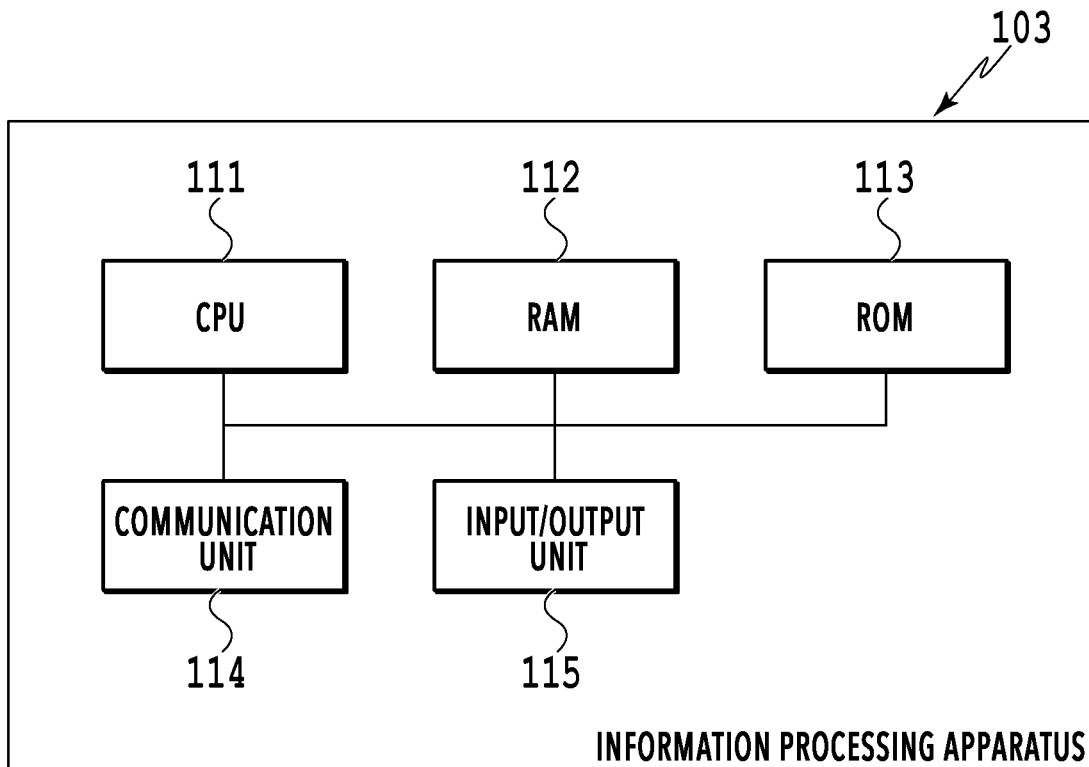 103
111
112
113
CPU
RAM
ROM
COMMUNICATION
UNIT
INPUT/OUTPUT
UNIT
114
115
INFORMATION PROCESSING APPARATUS